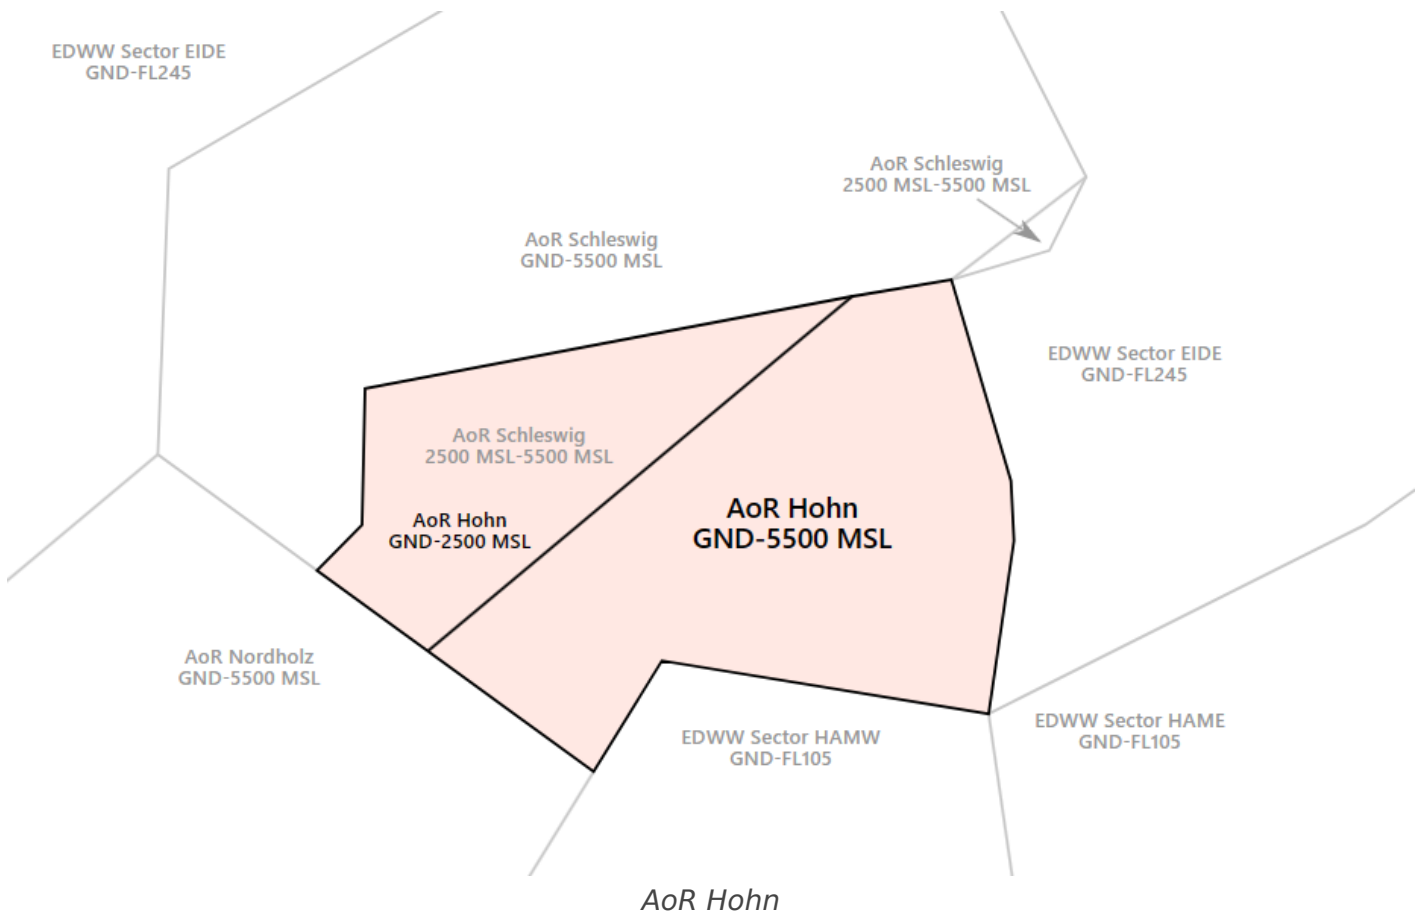 EDWW Sector EIDE
GND-FL245
AoR Schleswig
2500 MSL-5500 MSL
AoR Schleswig
GND-5500 MSL
EDWW Sector EIDE
GND-FL245
AoR Schleswig
2500 MSL-5500 MSL
AoR Hohn
GND-2500 MSL
AoR Hohn
GND-5500 MSL
AoR Nordholz
GND-5500 MSL
EDWW Sector HAMW
GND-FL105
EDWW Sector HAME
GND-FL105
AoR Hohn